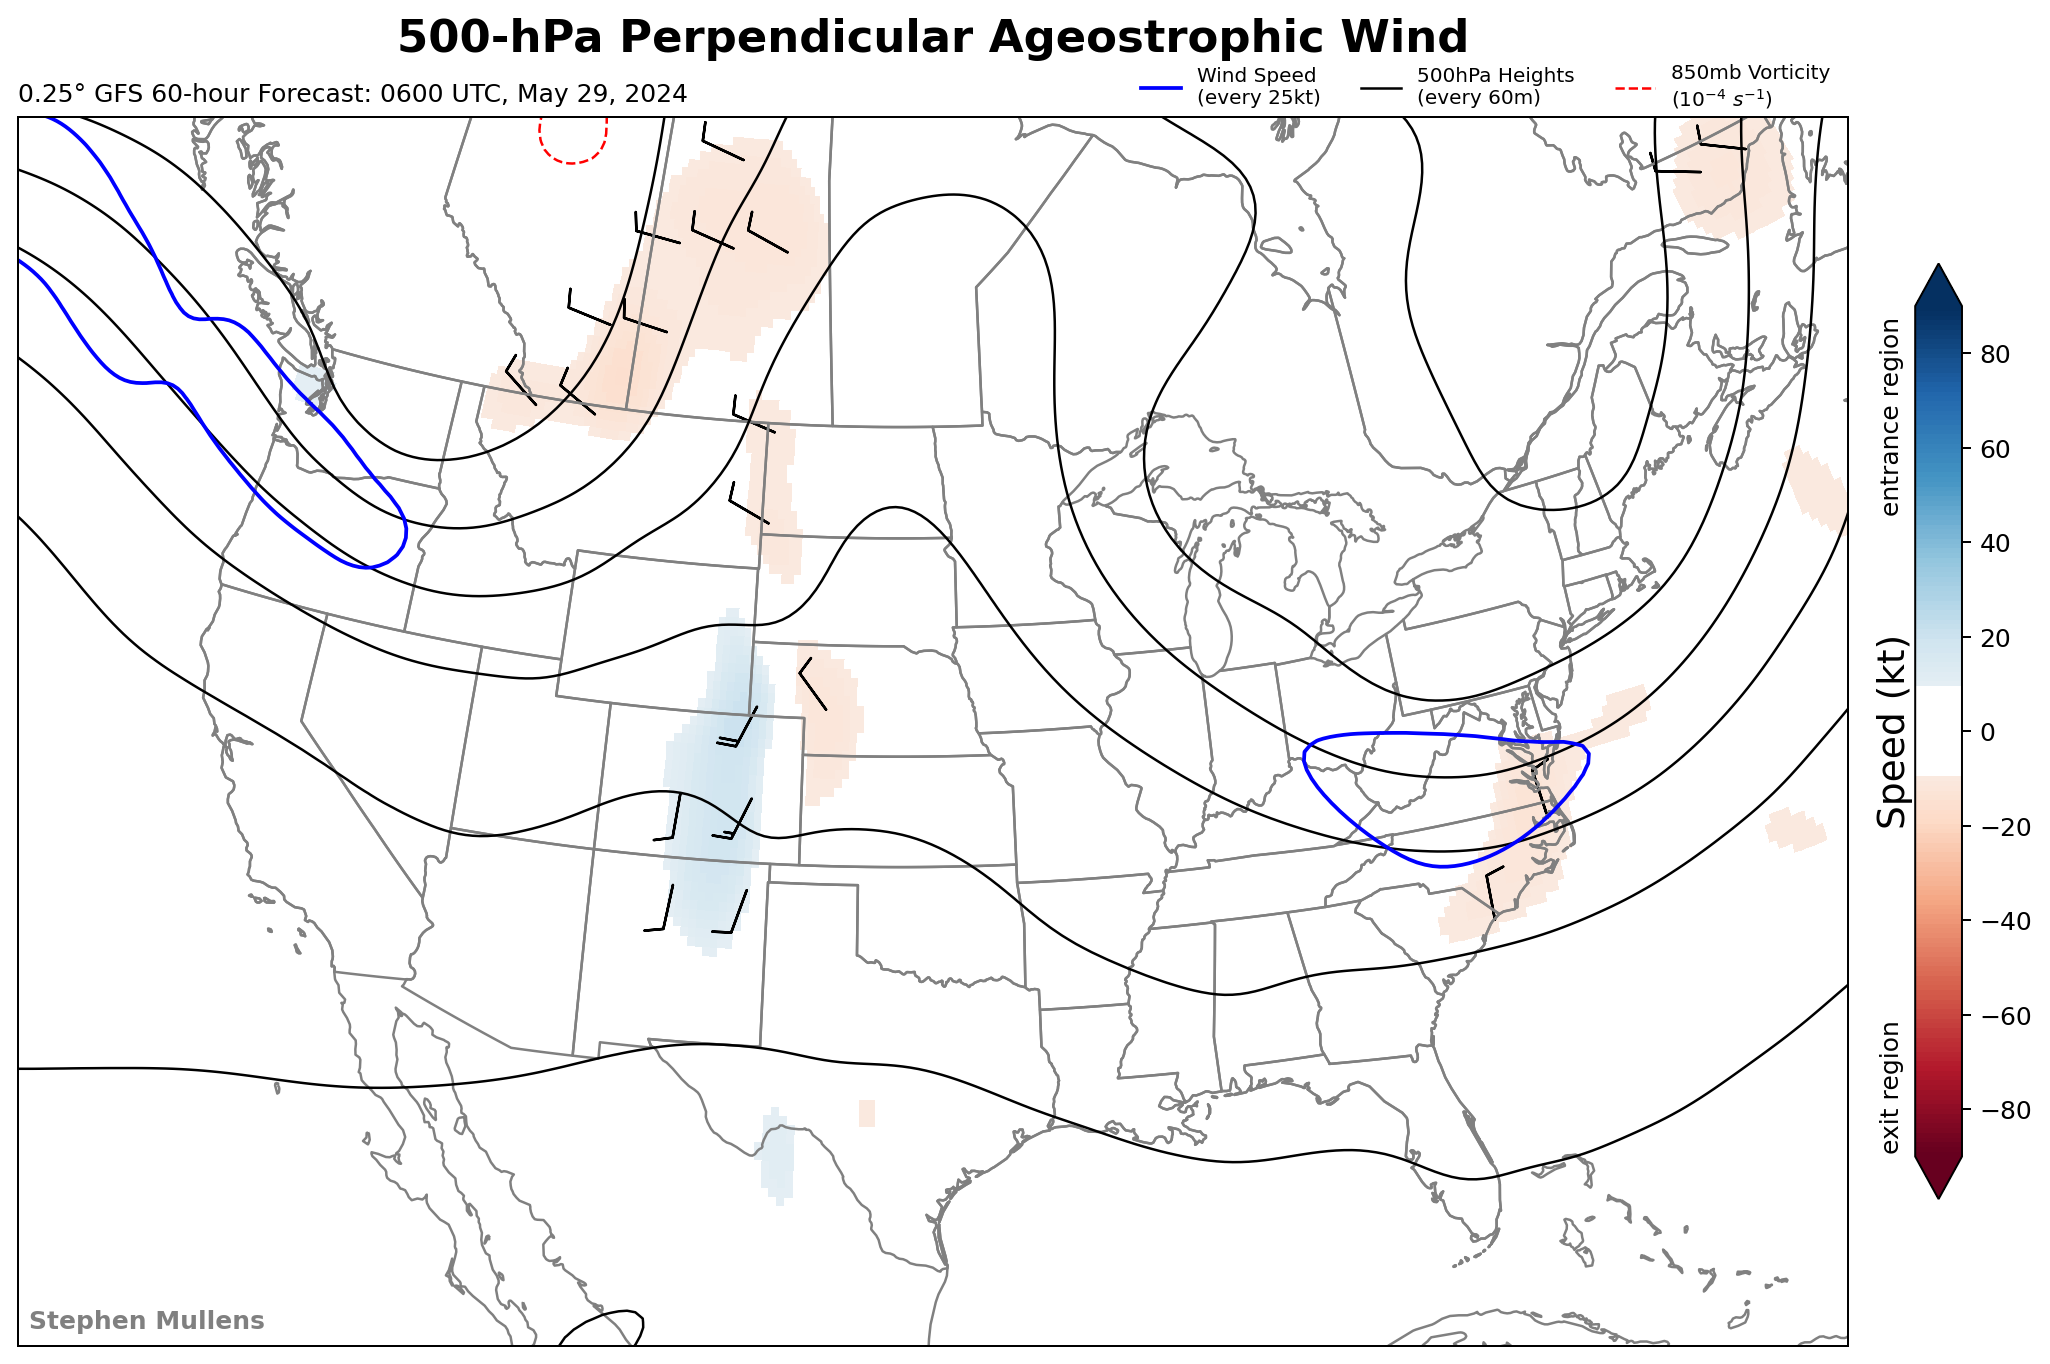 500-hPa Perpendicular Ageostrophic Wind
0.25° GFS 60-hour Forecast: 0600 UTC, May 29, 2024
Wind Speed
(every 25kt)
500hPa Heights
(every 60m)
850mb Vorticity
(10⁻⁴ s⁻¹)
entrance region
Speed (kt)
exit region
80
60
40
20
0
−20
−40
−60
−80
Stephen Mullens